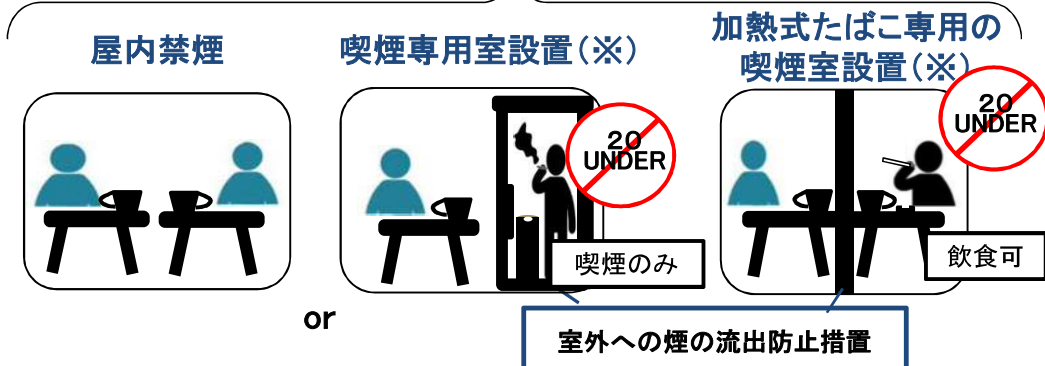 屋内禁煙
喫煙専用室設置(※)
加熱式たばこ専用の
喫煙室設置(※)
20
UNDER
20
UNDER
喫煙のみ
飲食可
or
室外への煙の流出防止措置